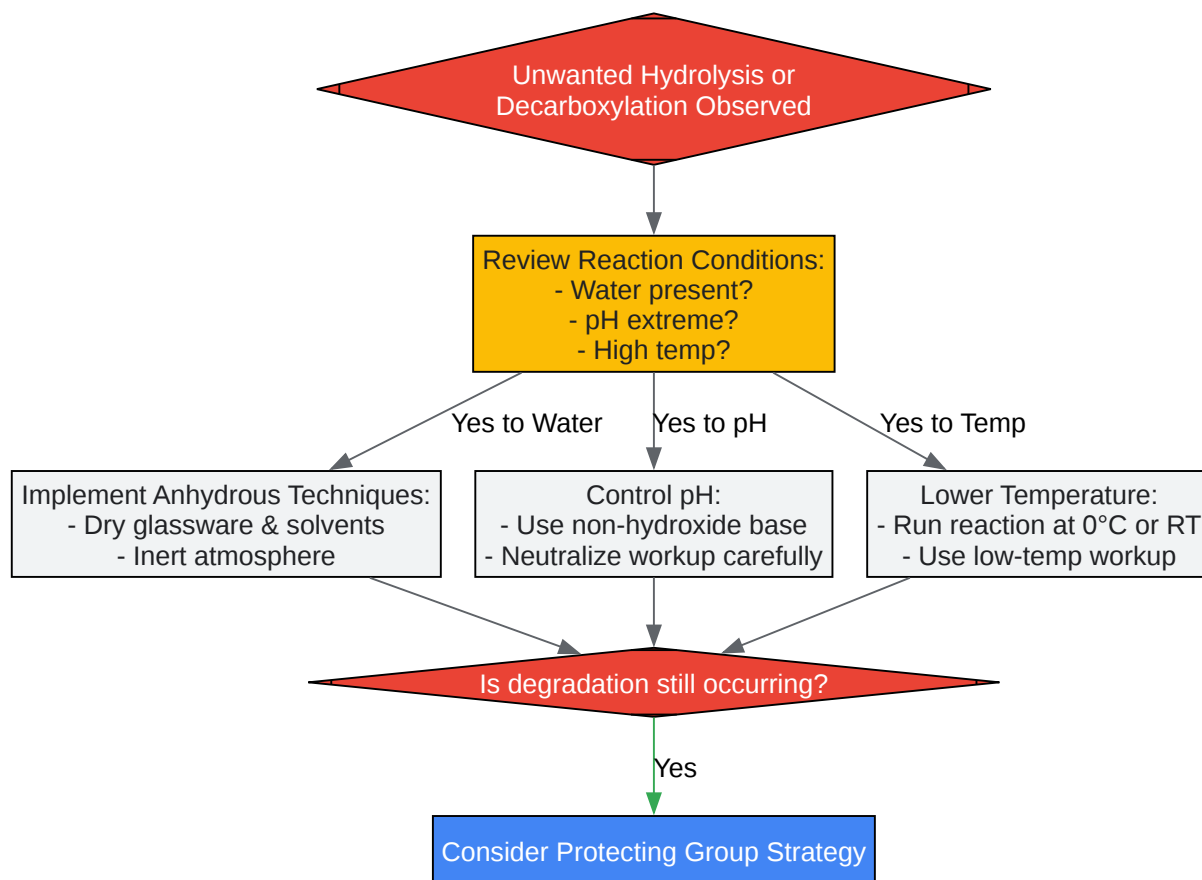 Unwanted Hydrolysis or
Decarboxylation Observed
Review Reaction Conditions:
- Water present?
- pH extreme?
- High temp?
Yes to Water
Yes to pH
Yes to Temp
Implement Anhydrous Techniques:
- Dry glassware & solvents
- Inert atmosphere
Control pH:
- Use non-hydroxide base
- Neutralize workup carefully
Lower Temperature:
- Run reaction at 0°C or RT
- Use low-temp workup
Is degradation still occurring?
Yes
Consider Protecting Group Strategy